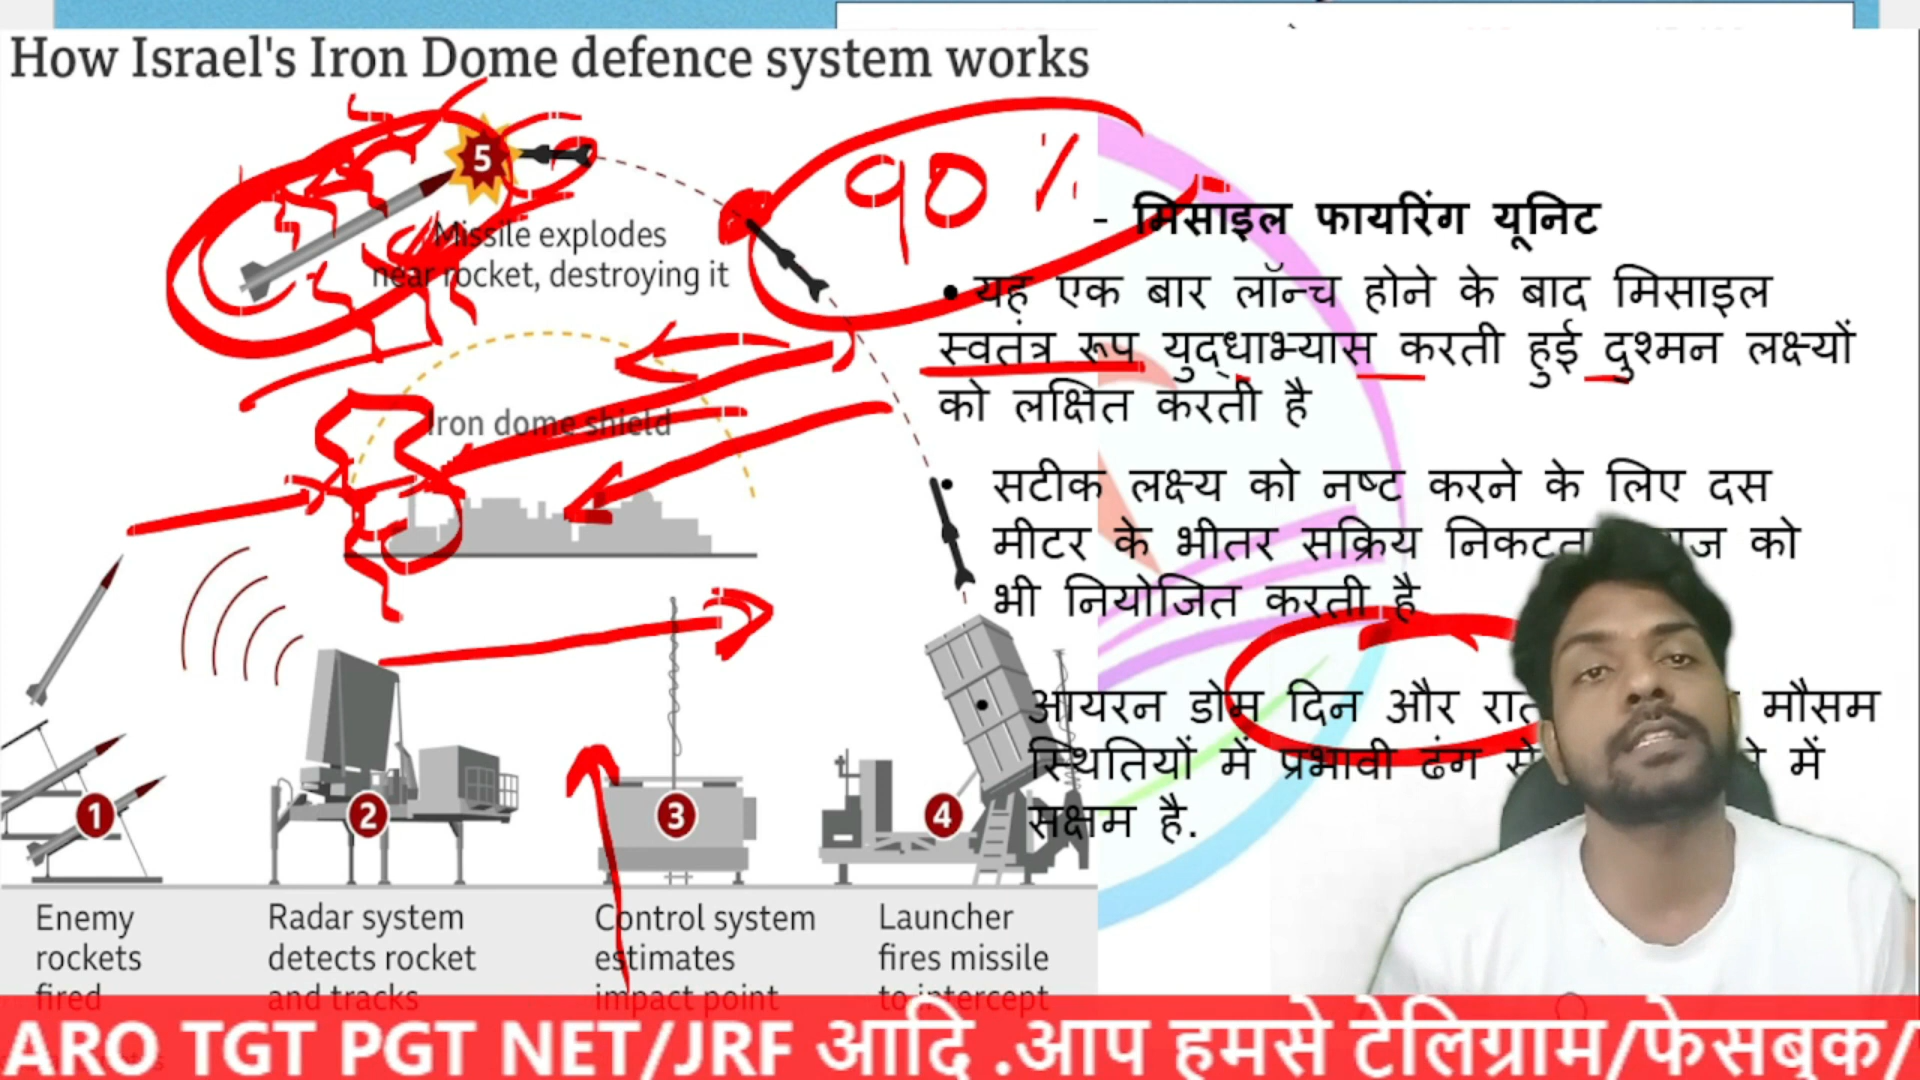 How Israel's Iron Dome defence system works
5
90 %
Missile explodes
near rocket, destroying it
Iron dome shield
- मिसाइल फायरिंग यूनिट
• यह एक बार लॉन्च होने के बाद मिसाइल
स्वतंत्र रूप युद्धाभ्यास करती हुई दुश्मन लक्ष्यों
को लक्षित करती है
• सटीक लक्ष्य को नष्ट करने के लिए दस
मीटर के भीतर सक्रिय को
भी नियोजित करती है
• आयरन डोम दिन और मौसम
स्थितियों में प्रभावी ढंग से में
सक्षम है.
1
2
3
4
Enemy
rockets
fired
Radar system
detects rocket
and tracks
Control system
estimates
impact point
Launcher
fires missile
to intercept
ARO TGT PGT NET/JRF आदि .आप हमसे टेलिग्राम/फेसबुक/